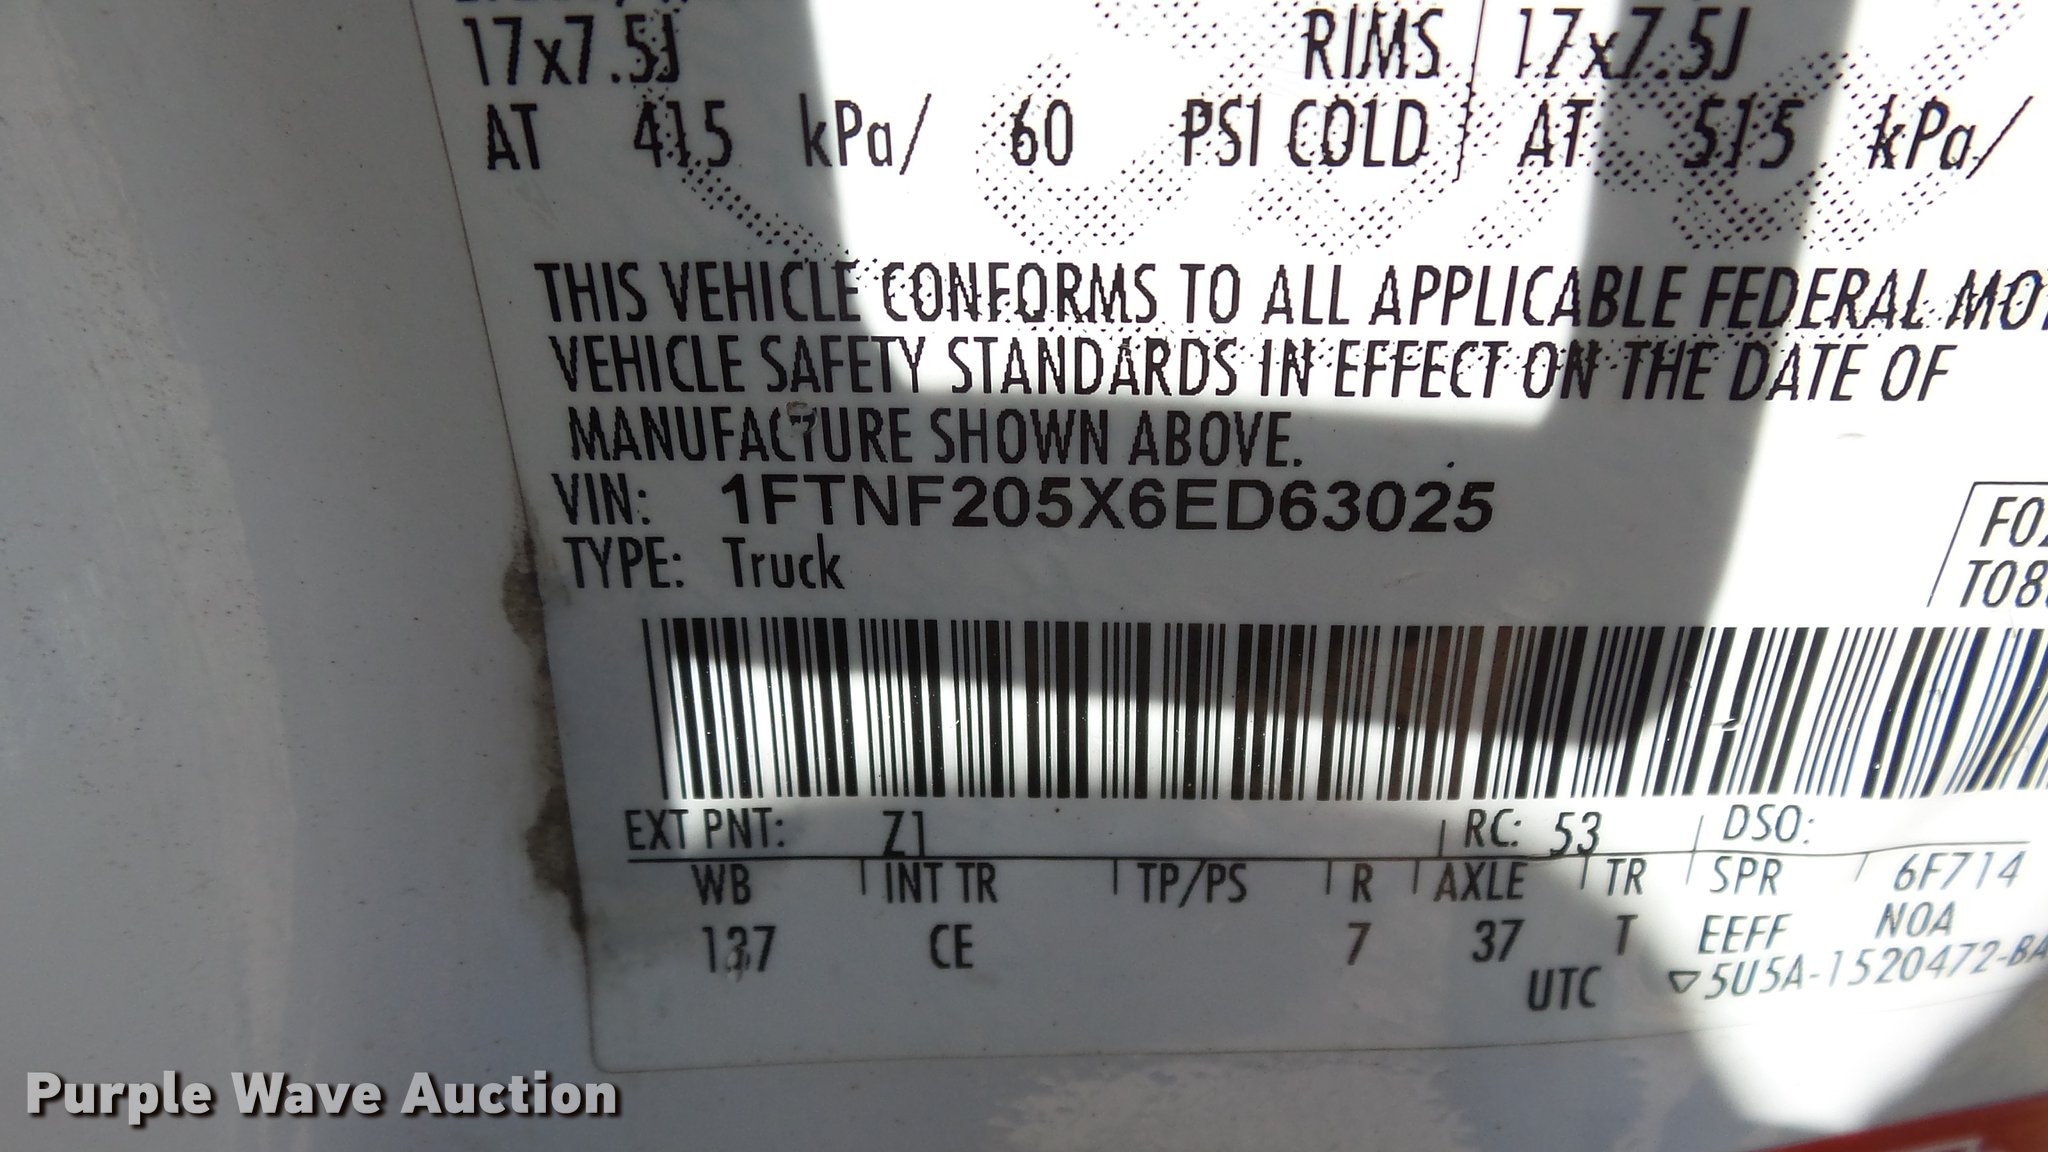 17x7.5J RIMS 17x7.5J
AT 415 kPa/ 60 PSI COLD AT 515 kPa/
THIS VEHICLE CONFORMS TO ALL APPLICABLE FEDERAL
VEHICLE SAFETY STANDARDS IN EFFECT ON THE DATE OF
MANUFACTURE SHOWN ABOVE.
VIN: 1FTNF205X6ED63025
TYPE: Truck
EXT PNT: Z1 RC: 53 DSO:
WB INT TR TP/PS R AXLE TR SPR 6F714
137 CE 7 37 T EEFF N0A
UTC ▽5U5A-1520472-BA
Purple Wave Auction